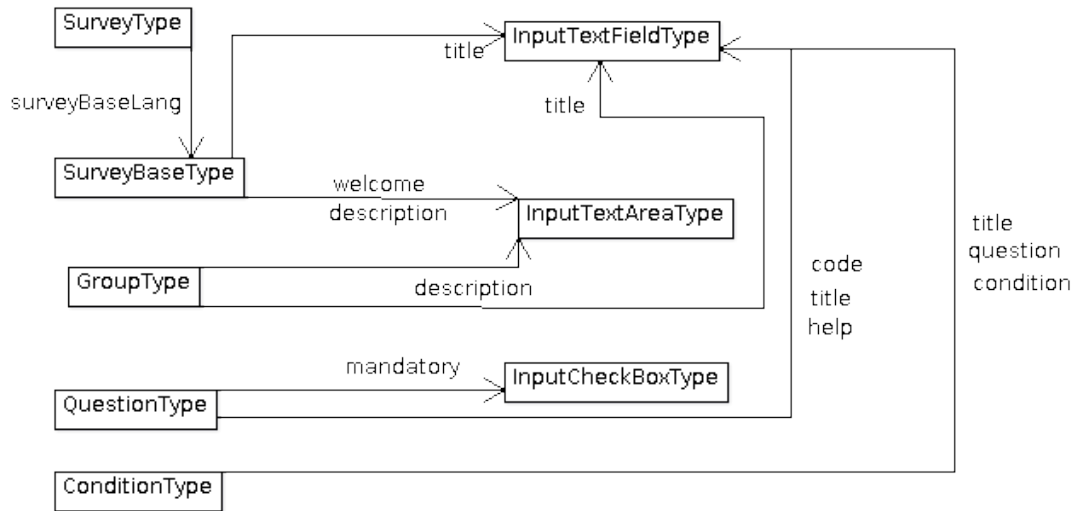 SurveyType
InputTextFieldType
title
surveyBaseLang
title
SurveyBaseType
welcome
description
InputTextAreaType
title
question
condition
GroupType
description
code
title
help
mandatory
InputCheckBoxType
QuestionType
ConditionType